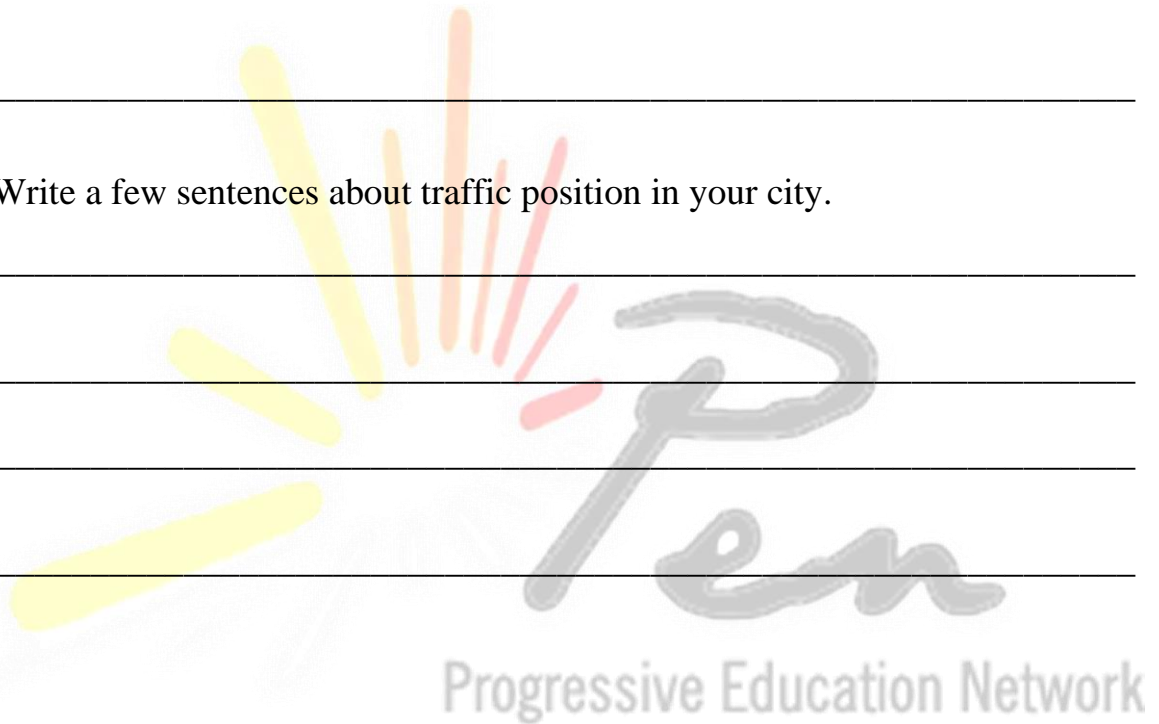 Write a few sentences about traffic position in your city.
Pen
Progressive Education Network